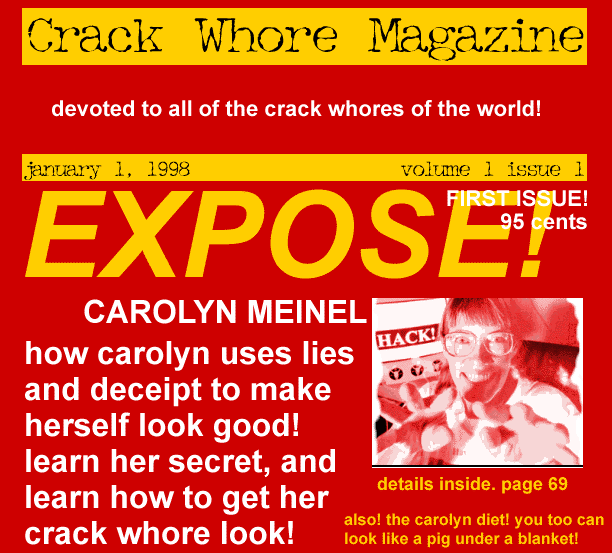 Crack Whore Magazine
devoted to all of the crack whores of the world!
january 1, 1998 volume 1 issue 1
EXPOSE!
FIRST ISSUE!
95 cents
CAROLYN MEINEL
how carolyn uses lies
and deceipt to make
herself look good!
learn her secret, and
learn how to get her
crack whore look!
HACK!
details inside. page 69
also! the carolyn diet! you too can
look like a pig under a blanket!